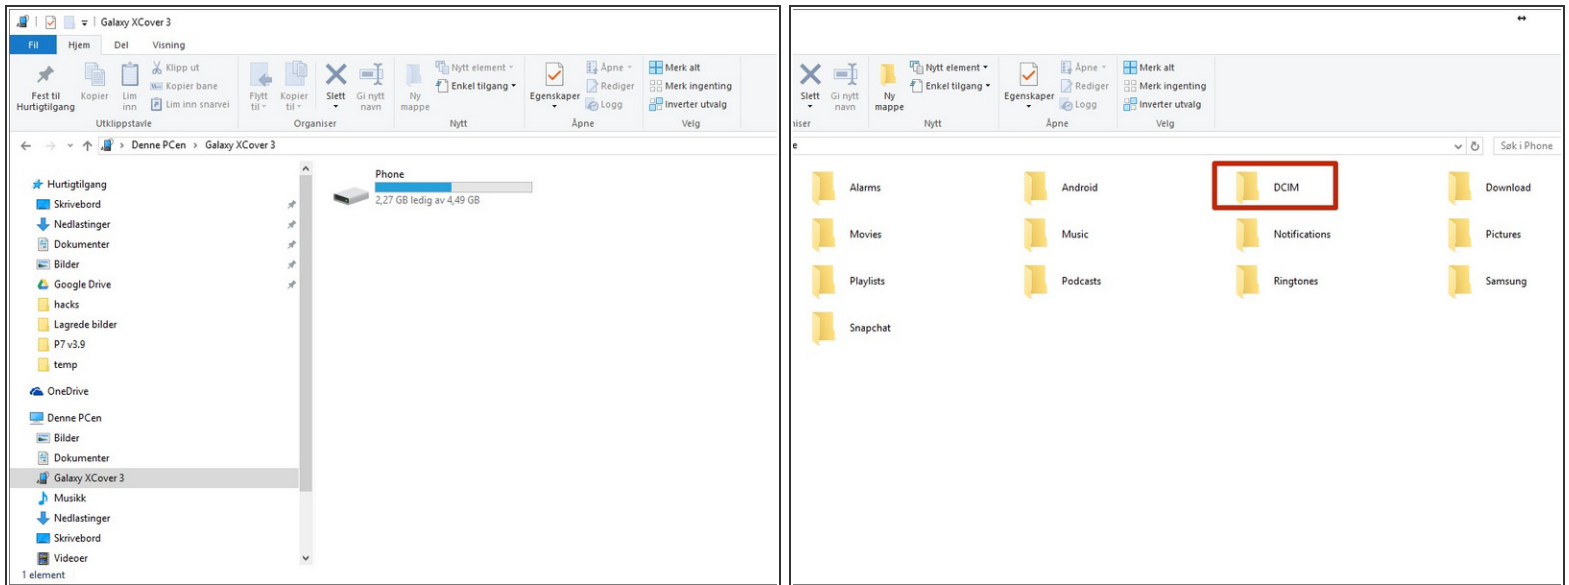 Galaxy XCover 3
Fil Hjem Del Visning
Fest til Hurtigtilgang
Kopier
Lim inn
Klipp ut
Kopier bane
Lim inn snarvei
Utklippstavle
Flytt til
Kopier til
Slett
Gi nytt navn
Organiser
Ny mappe
Nytt element
Enkel tilgang
Nytt
Egenskaper
Åpne
Rediger
Logg
Åpne
Merk alt
Merk ingenting
Inverter utvalg
Velg
Denne PCen > Galaxy XCover 3
Hurtigtilgang
Skrivebord
Nedlastinger
Dokumenter
Bilder
Google Drive
hacks
Lagrede bilder
P7 v3.9
temp
OneDrive
Denne PCen
Bilder
Dokumenter
Galaxy XCover 3
Musikk
Nedlastinger
Skrivebord
Videoer
1 element
Phone
2,27 GB ledig av 4,49 GB
Slett
Gi nytt navn
niser
Ny mappe
Nytt element
Enkel tilgang
Nytt
Egenskaper
Åpne
Rediger
Logg
Åpne
Merk alt
Merk ingenting
Inverter utvalg
Velg
e
Søk i Phone
Alarms Android DCIM Download
Movies Music Notifications Pictures
Playlists Podcasts Ringtones Samsung
Snapchat